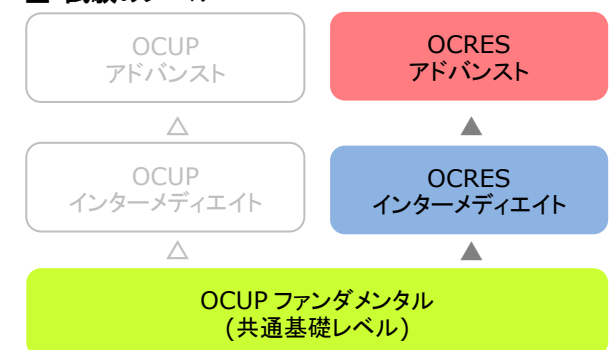 OCUP
アドバンスト
OCRES
アドバンスト
△
▲
OCUP
インターメディエイト
OCRES
インターメディエイト
△
▲
OCUP ファンダメンタル
(共通基礎レベル)